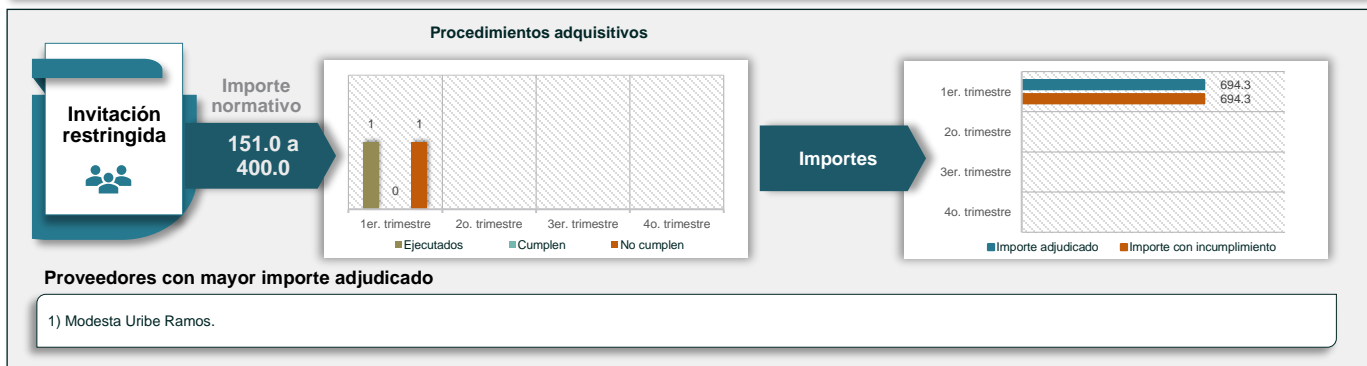 Procedimientos adquisitivos
Invitación
restringida
Importe
normativo
151.0 a
400.0
1
0
1
1er. trimestre
2o. trimestre
3er. trimestre
4o. trimestre
Ejecutados
Cumplen
No cumplen
Importes
1er. trimestre
694.3
694.3
2o. trimestre
3er. trimestre
4o. trimestre
Importe adjudicado
Importe con incumplimiento
Proveedores con mayor importe adjudicado
1) Modesta Uribe Ramos.